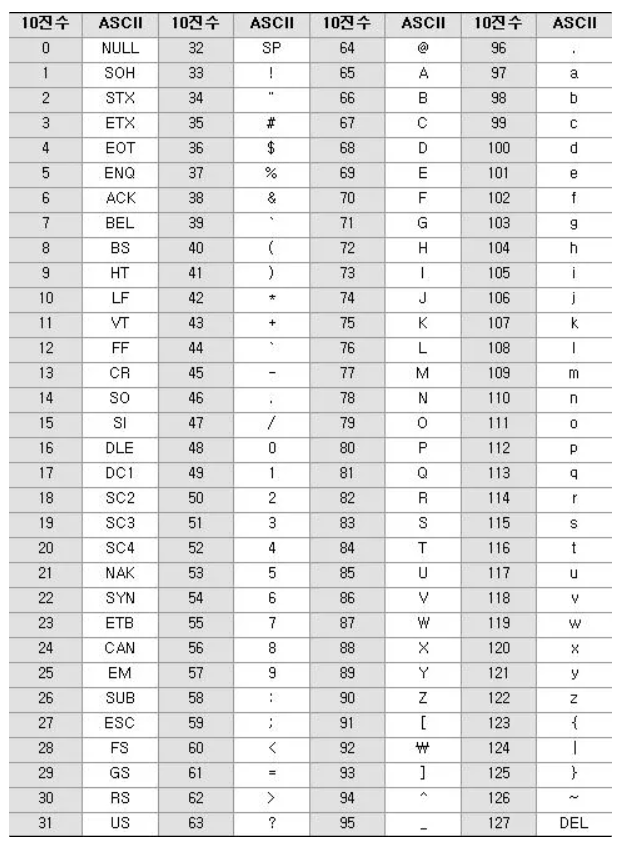 10진수 ASCII 10진수 ASCII 10진수 ASCII 10진수 ASCII
0 NULL 32 SP 64 @ 96 .
1 SOH 33 ! 65 A 97 a
2 STX 34 " 66 B 98 b
3 ETX 35 # 67 C 99 c
4 EOT 36 $ 68 D 100 d
5 ENQ 37 % 69 E 101 e
6 ACK 38 & 70 F 102 f
7 BEL 39 ` 71 G 103 g
8 BS 40 ( 72 H 104 h
9 HT 41 ) 73 I 105 i
10 LF 42 * 74 J 106 j
11 VT 43 + 75 K 107 k
12 FF 44 ` 76 L 108 l
13 CR 45 - 77 M 109 m
14 SO 46 . 78 N 110 n
15 SI 47 / 79 O 111 o
16 DLE 48 0 80 P 112 p
17 DC1 49 1 81 Q 113 q
18 SC2 50 2 82 R 114 r
19 SC3 51 3 83 S 115 s
20 SC4 52 4 84 T 116 t
21 NAK 53 5 85 U 117 u
22 SYN 54 6 86 V 118 v
23 ETB 55 7 87 W 119 w
24 CAN 56 8 88 X 120 x
25 EM 57 9 89 Y 121 y
26 SUB 58 : 90 Z 122 z
27 ESC 59 ; 91 [ 123 {
28 FS 60 < 92 ₩ 124 |
29 GS 61 = 93 ] 125 }
30 RS 62 > 94 ^ 126 ~
31 US 63 ? 95 _ 127 DEL